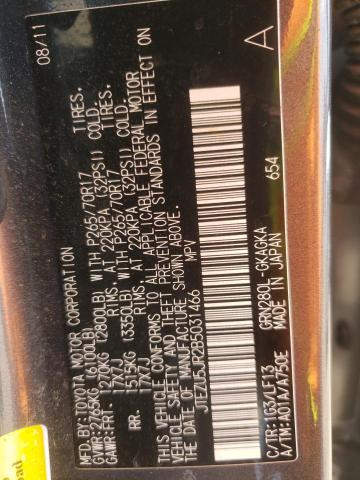 MFD.BY:TOYOTA MOTOR CORPORATION 08/11
GAWR:2765KG (6100LB)
GAWR:FRT. 1270KG (2800LB) WITH P265/70R17 TIRES.
17X7J RIMS. AT 220KPA (32PSI) COLD.
RR. 1515KG (3350LB) WITH P265/70R17 TIRES.
17X7J RIMS. AT 220KPA (32PSI) COLD.
THIS VEHICLE CONFORMS TO ALL APPLICABLE FEDERAL MOTOR
VEHICLE SAFETY AND THEFT PREVENTION STANDARDS IN EFFECT ON
THE DATE OF MANUFACTURE SHOWN ABOVE.
JTEZU5JR2B5031466 MPV
A
C/TR:1G3/LF13 GRN280L-GKAGKA 654
A/TM:A01A/A750E MADE IN JAPAN